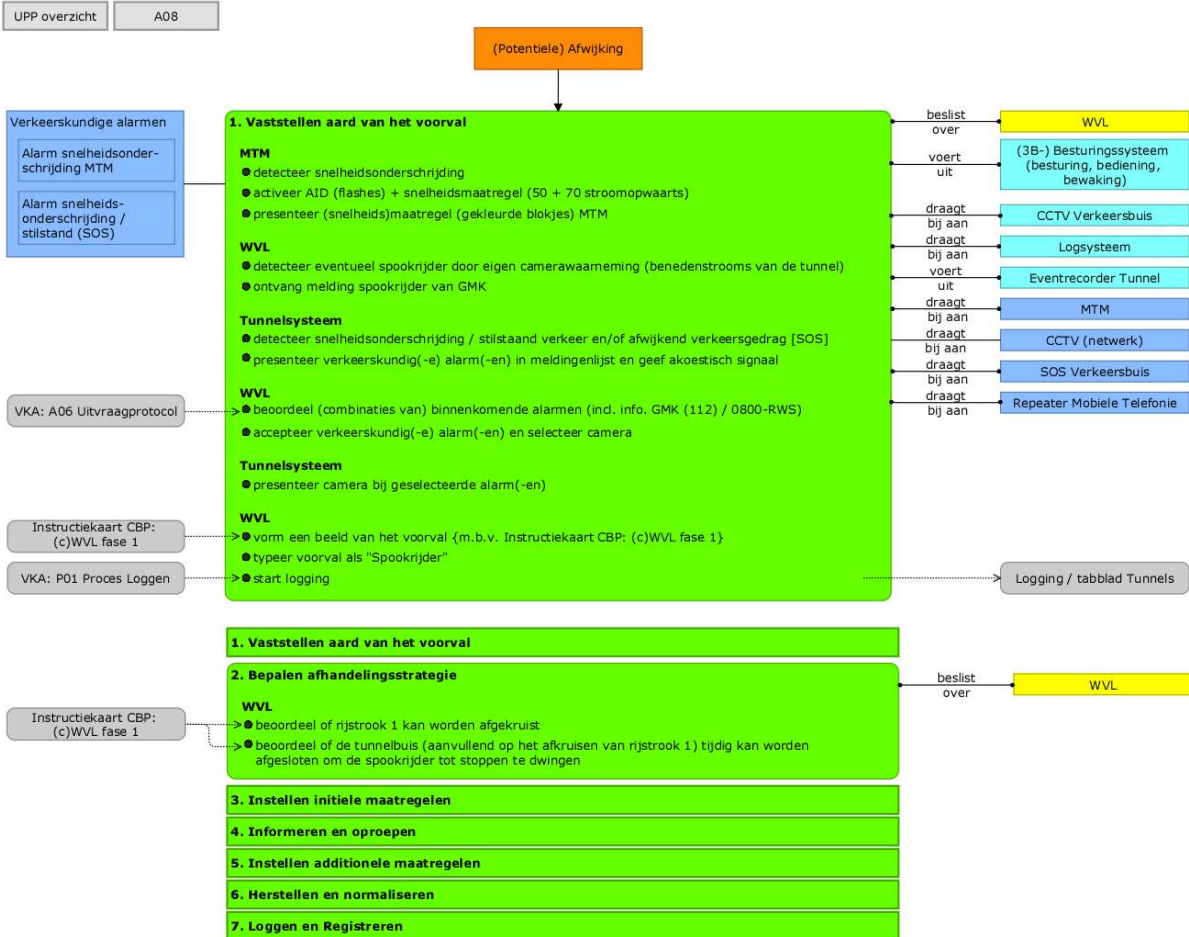 UPP overzicht
A08
(Potentiele) Afwijking
Verkeerskundige alarmen
Alarm snelheidsonder-
schrijding MTM
Alarm snelheids-
onderschrijding /
stilstand (SOS)
1. Vaststellen aard van het voorval
MTM
detecteer snelheidsonderschrijding
activeer AID (flashes) + snelheidsmaatregel (50 + 70 stroomopwaarts)
presenteer (snelheids)maatregel (gekleurde blokjes) MTM
WVL
detecteer eventueel spookrijder door eigen camerawaarneming (benedenstrooms van de tunnel)
ontvang melding spookrijder van GMK
Tunnelsysteem
detecteer snelheidsonderschrijding / stilstaand verkeer en/of afwijkend verkeersgedrag [SOS]
presenteer verkeerskundig(-e) alarm(-en) in meldingenlijst en geef akoestisch signaal
VKA: A06 Uitvraagprotocol
WVL
beoordeel (combinaties van) binnenkomende alarmen (incl. info. GMK (112) / 0800-RWS)
accepteer verkeerskundig(-e) alarm(-en) en selecteer camera
Tunnelsysteem
presenteer camera bij geselecteerde alarm(-en)
Instructiekaart CBP:
(c)WVL fase 1
WVL
vorm een beeld van het voorval {m.b.v. Instructiekaart CBP: (c)WVL fase 1}
typeer voorval als "Spookrijder"
VKA: P01 Proces Loggen
start logging
Logging / tabblad Tunnels
beslist
over
WVL
voert
uit
(3B-) Besturingssysteem
(besturing, bediening,
bewaking)
draagt
bij aan
CCTV Verkeersbuis
draagt
bij aan
Logsysteem
voert
uit
Eventrecorder Tunnel
draagt
bij aan
MTM
draagt
bij aan
CCTV (netwerk)
draagt
bij aan
SOS Verkeersbuis
draagt
bij aan
Repeater Mobiele Telefonie
1. Vaststellen aard van het voorval
2. Bepalen afhandelingsstrategie
WVL
beoordeel of rijstrook 1 kan worden afgekruist
beoordeel of de tunnelbuis (aanvullend op het afkruisen van rijstrook 1) tijdig kan worden
afgesloten om de spookrijder tot stoppen te dwingen
Instructiekaart CBP:
(c)WVL fase 1
beslist
over
WVL
3. Instellen initiele maatregelen
4. Informeren en oproepen
5. Instellen additionele maatregelen
6. Herstellen en normaliseren
7. Loggen en Registreren